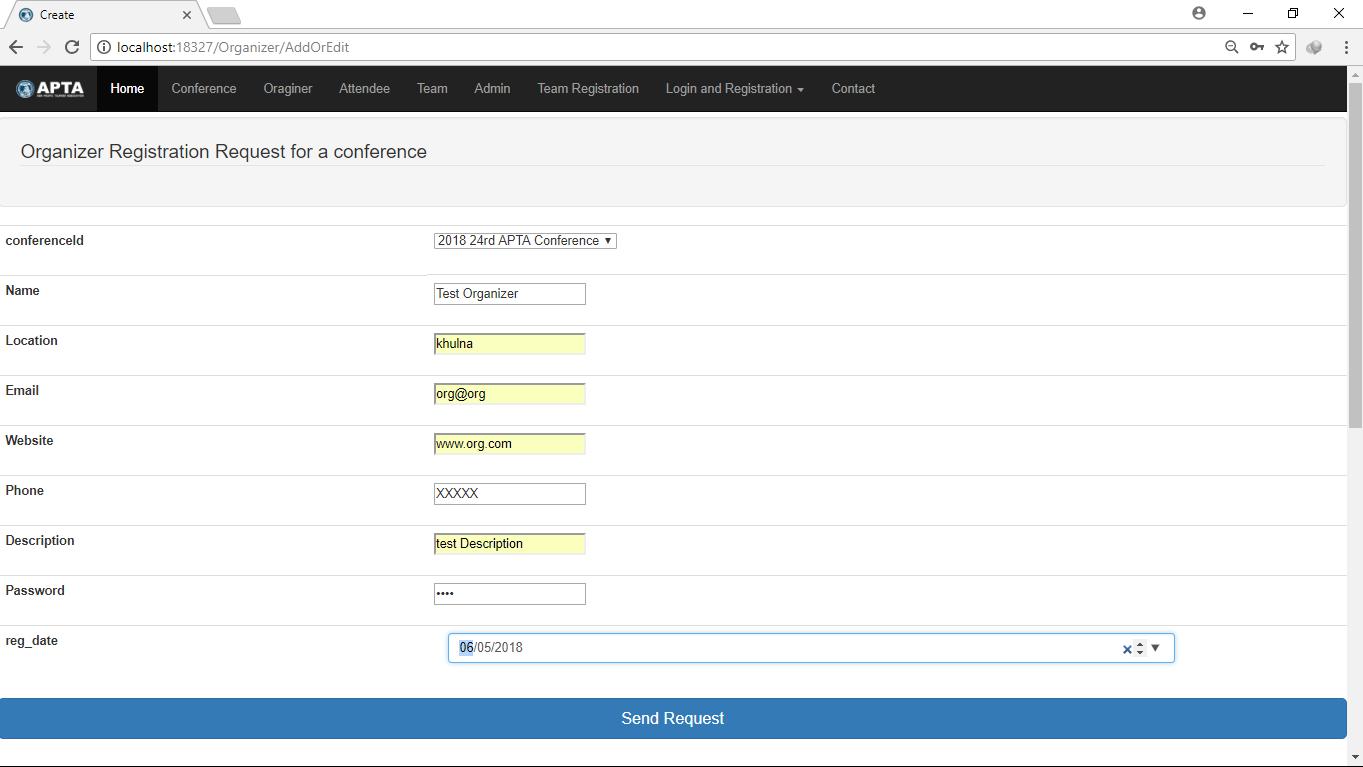 Create
localhost:18327/Organizer/AddOrEdit
APTA Home Conference Oraginer Attendee Team Admin Team Registration Login and Registration Contact
Organizer Registration Request for a conference
conferenceId 2018 24rd APTA Conference
Name Test Organizer
Location khulna
Email org@org
Website www.org.com
Phone XXXXX
Description test Description
Password ••••
reg_date 06/05/2018
Send Request